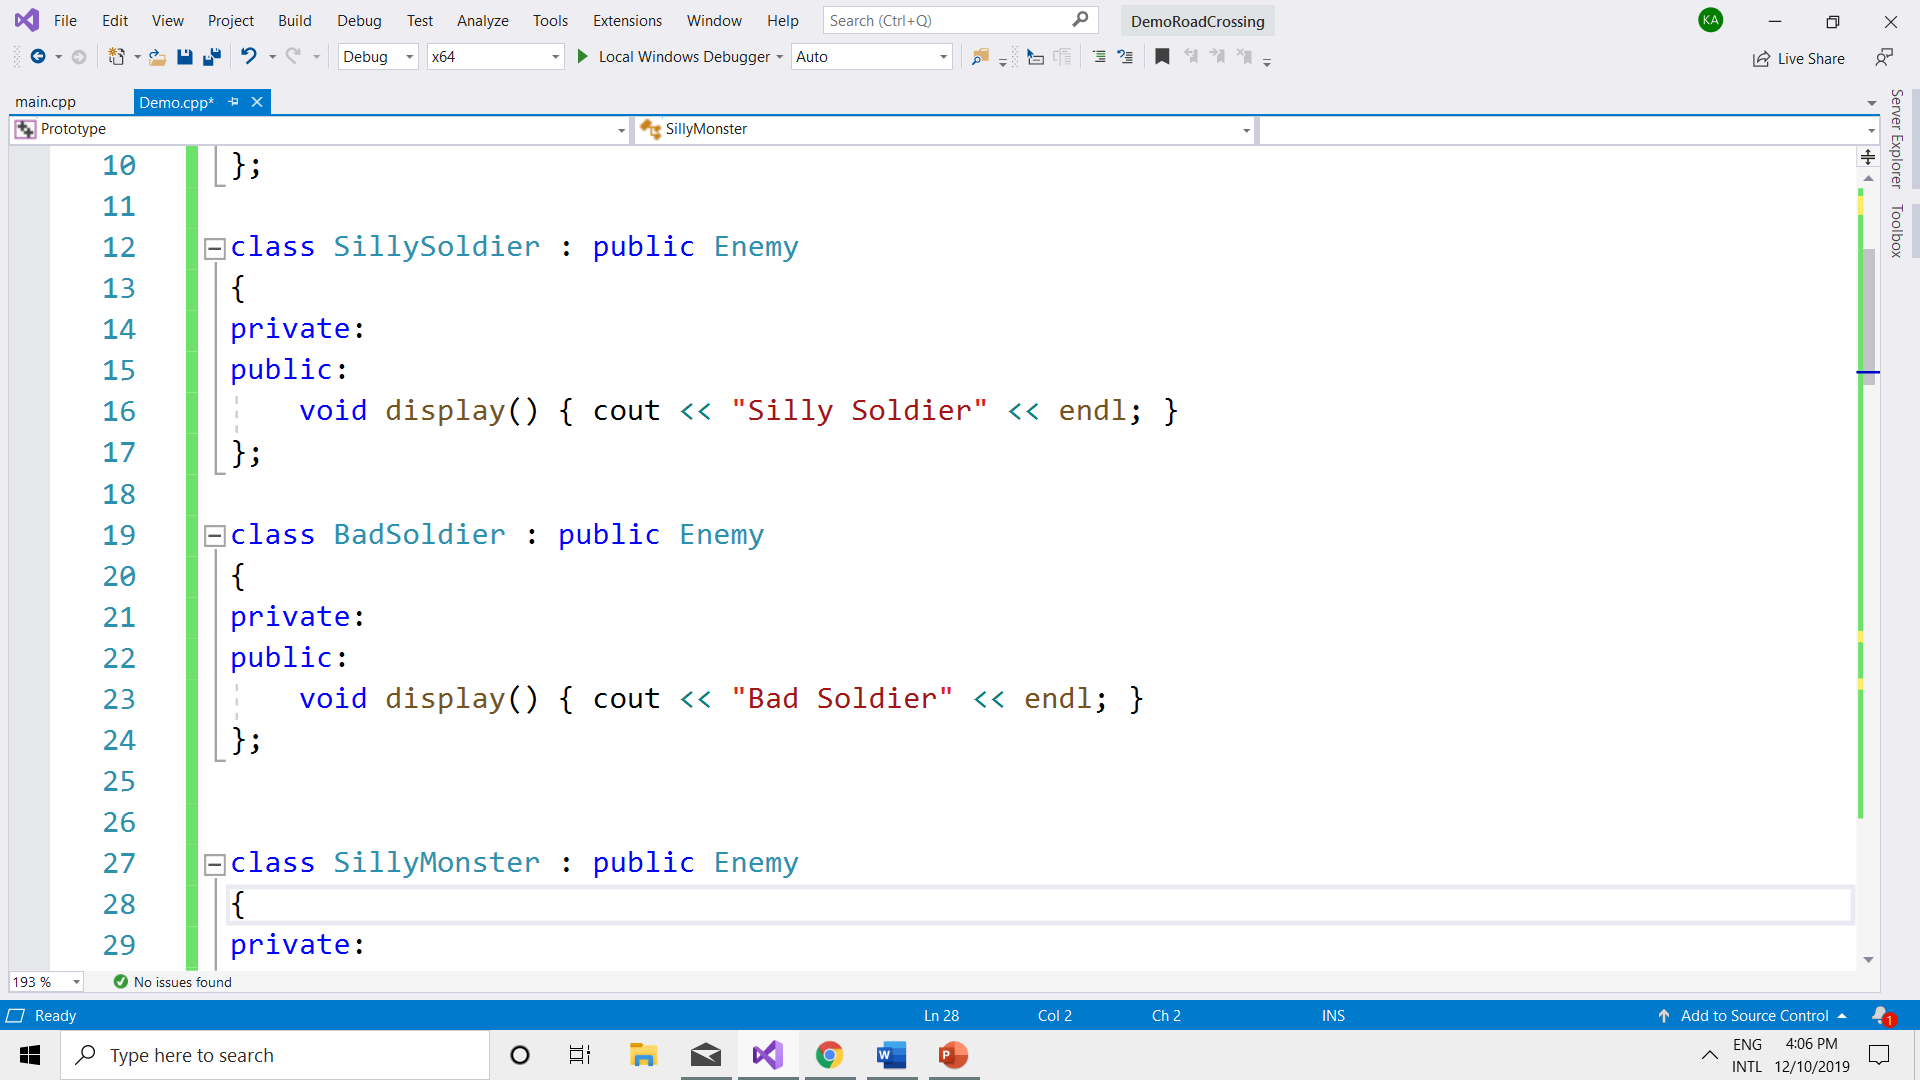 File Edit View Project Build Debug Test Analyze Tools Extensions Window Help Search (Ctrl+Q) DemoRoadCrossing KA
Debug x64 Local Windows Debugger Auto Live Share
main.cpp Demo.cpp*
Prototype SillyMonster
10 };
11
12 class SillySoldier : public Enemy
13 {
14 private:
15 public:
16 void display() { cout << "Silly Soldier" << endl; }
17 };
18
19 class BadSoldier : public Enemy
20 {
21 private:
22 public:
23 void display() { cout << "Bad Soldier" << endl; }
24 };
25
26
27 class SillyMonster : public Enemy
28 {
29 private:
Server Explorer
Toolbox
193 % No issues found
Ready Ln 28 Col 2 Ch 2 INS Add to Source Control 1
Type here to search W P ENG 4:06 PM
INTL 12/10/2019